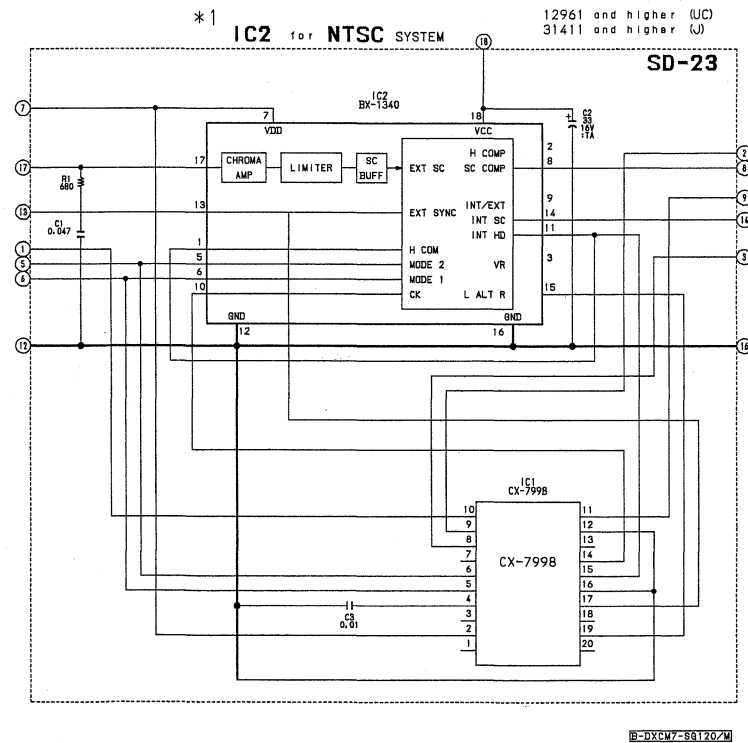 *1
IC2 for NTSC SYSTEM
12961 and higher (UC)
31411 and higher (J)
18
SD-23
7
IC2
BX-1340
7
VDD
18
VCC
+
C2
33
16V
:TA
17
17
CHROMA
AMP
LIMITER
SC
BUFF
EXT SC
H COMP
2
2
SC COMP
8
8
R1
680
13
13
EXT SYNC
INT/EXT
9
9
INT SC
14
14
INT HD
11
C1
0.047
1
1
H COM
5
5
MODE 2
VR
3
3
6
6
MODE 1
10
CK
L ALT R
15
GND
12
GND
16
12
16
IC1
CX-7998
CX-7998
10
11
9
12
8
13
7
14
6
15
5
16
4
17
3
18
2
19
1
20
C3
0.01
B-DXCM7-SG120/M